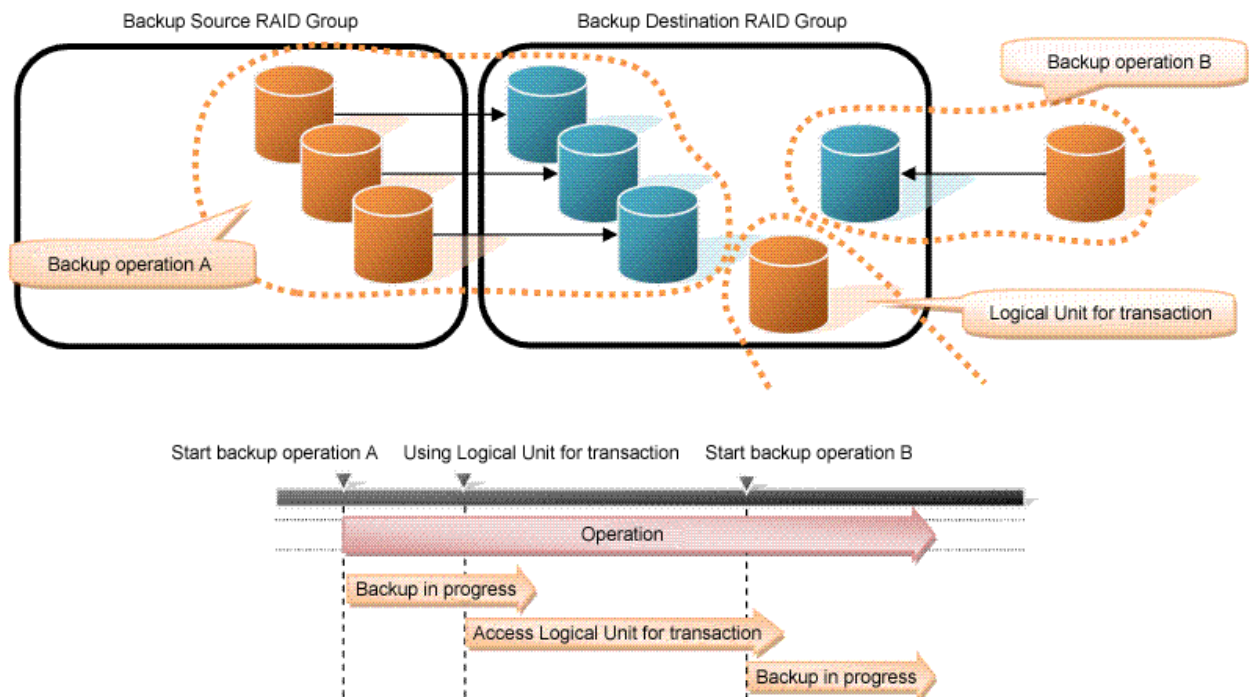 Backup Source RAID Group
Backup Destination RAID Group
Backup operation B
Backup operation A
Logical Unit for transaction
Start backup operation A
Using Logical Unit for transaction
Start backup operation B
Operation
Backup in progress
Access Logical Unit for transaction
Backup in progress